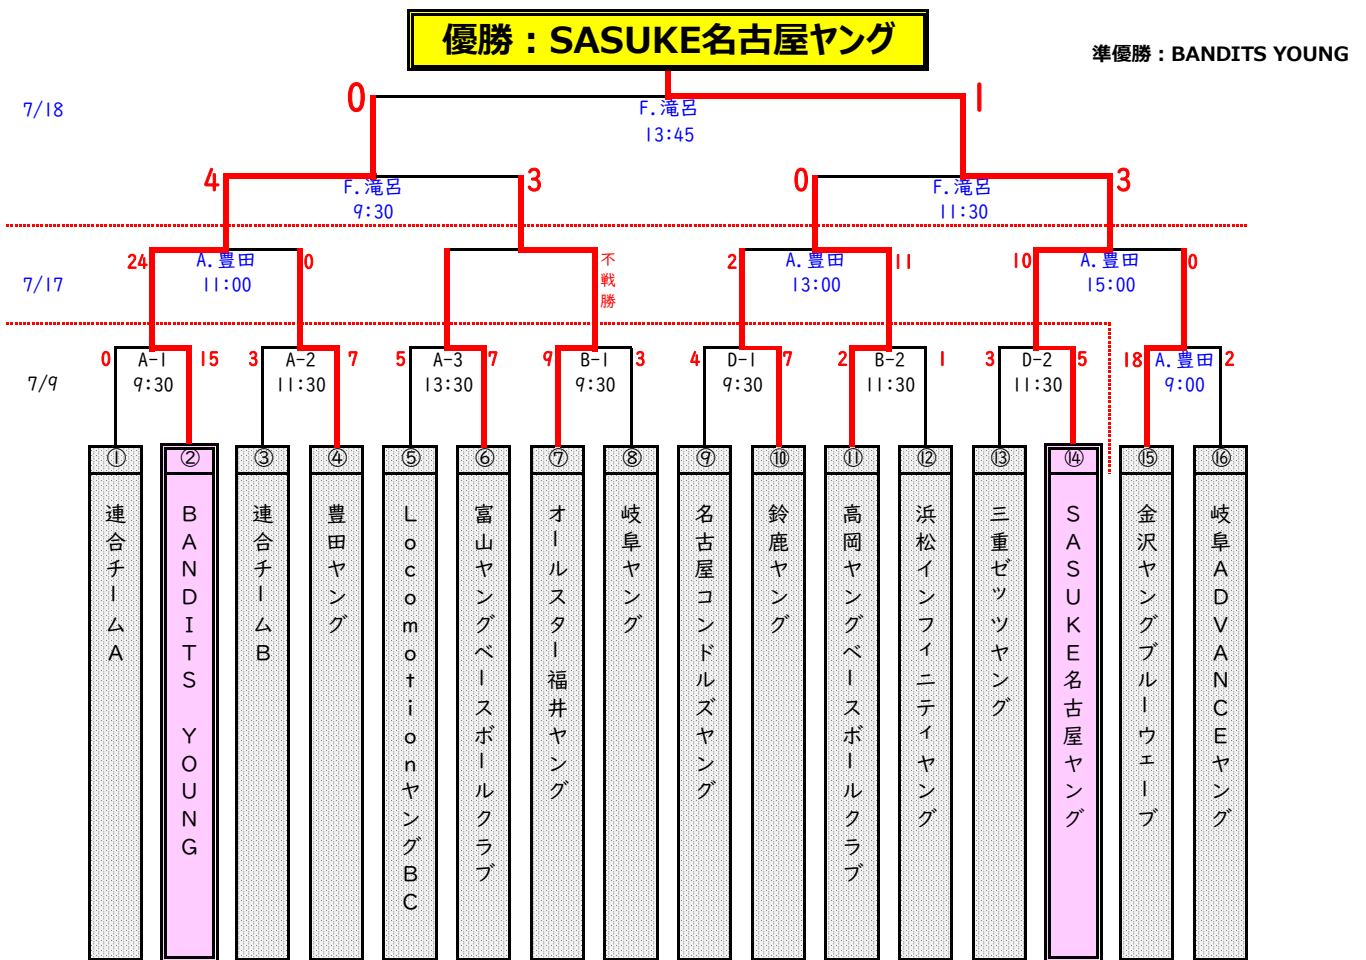 優勝：SASUKE名古屋ヤング
準優勝：BANDITS YOUNG
7/18
0
1
F.滝呂
13:45
4
3
0
3
F.滝呂
9:30
F.滝呂
11:30
7/17
24
A.豊田
11:00
0
不戦勝
2
A.豊田
13:00
11
10
A.豊田
15:00
0
7/9
0
A-1
9:30
15
3
A-2
11:30
7
5
A-3
13:30
7
9
B-1
9:30
3
4
D-1
9:30
7
2
B-2
11:30
1
3
D-2
11:30
5
18
A.豊田
9:00
2
① 連合チームA
② BANDITS YOUNG
③ 連合チームB
④ 豊田ヤング
⑤ LocomotionヤングBC
⑥ 富山ヤングベースボールクラブ
⑦ オールスター福井ヤング
⑧ 岐阜ヤング
⑨ 名古屋コンドルズヤング
⑩ 鈴鹿ヤング
⑪ 高岡ヤングベースボールクラブ
⑫ 浜松インフィニティヤング
⑬ 三重ゼッツヤング
⑭ SASUKE名古屋ヤング
⑮ 金沢ヤングブルーウェーブ
⑯ 岐阜ADVANCEヤング